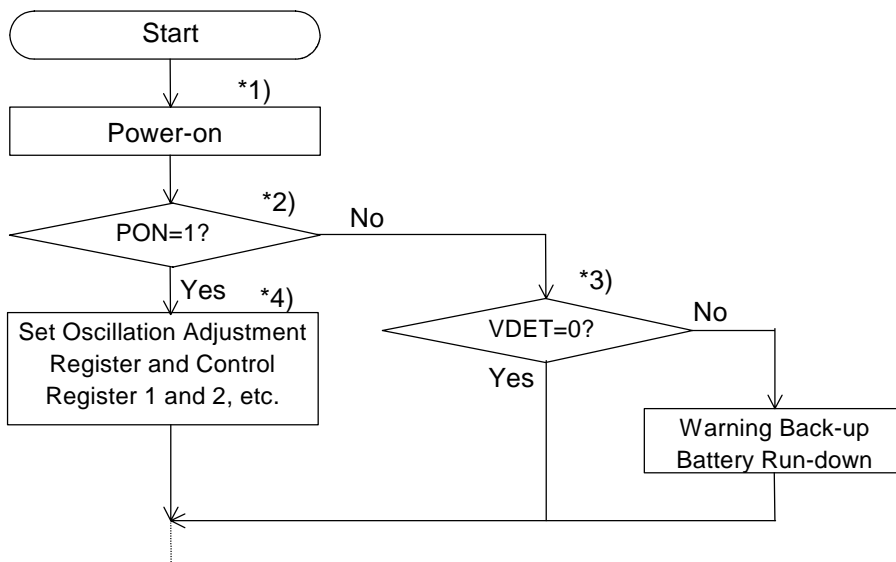 Start
*1)
Power-on
*2)
PON=1?
No
Yes
*3)
VDET=0?
No
Yes
*4)
Set Oscillation Adjustment
Register and Control
Register 1 and 2, etc.
Warning Back-up
Battery Run-down